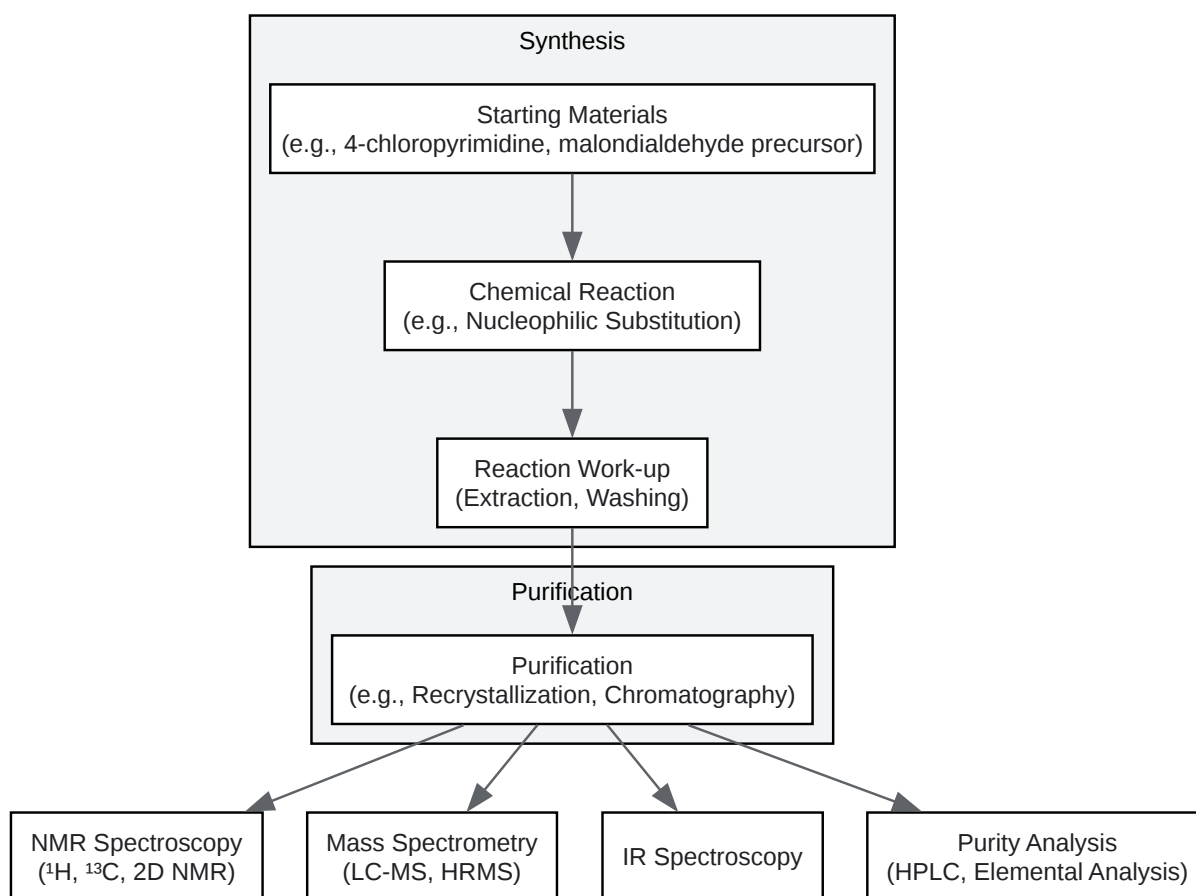 Synthesis
Starting Materials
(e.g., 4-chloropyrimidine, malondialdehyde precursor)
Chemical Reaction
(e.g., Nucleophilic Substitution)
Reaction Work-up
(Extraction, Washing)
Purification
Purification
(e.g., Recrystallization, Chromatography)
NMR Spectroscopy
(¹H, ¹³C, 2D NMR)
Mass Spectrometry
(LC-MS, HRMS)
IR Spectroscopy
Purity Analysis
(HPLC, Elemental Analysis)